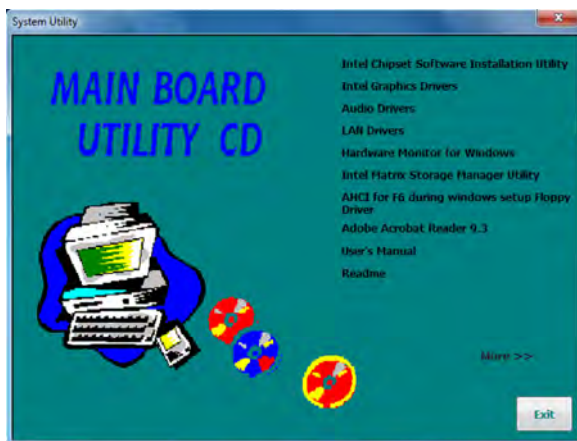 System Utility
MAIN BOARD
UTILITY CD
Intel Chipset Software Installation Utility
Intel Graphics Drivers
Audio Drivers
LAN Drivers
Hardware Monitor for Windows
Intel Matrix Storage Manager Utility
AHCI for F6 during windows setup Floppy
Driver
Adobe Acrobat Reader 9.3
User's Manual
Readme
More >>
Exit